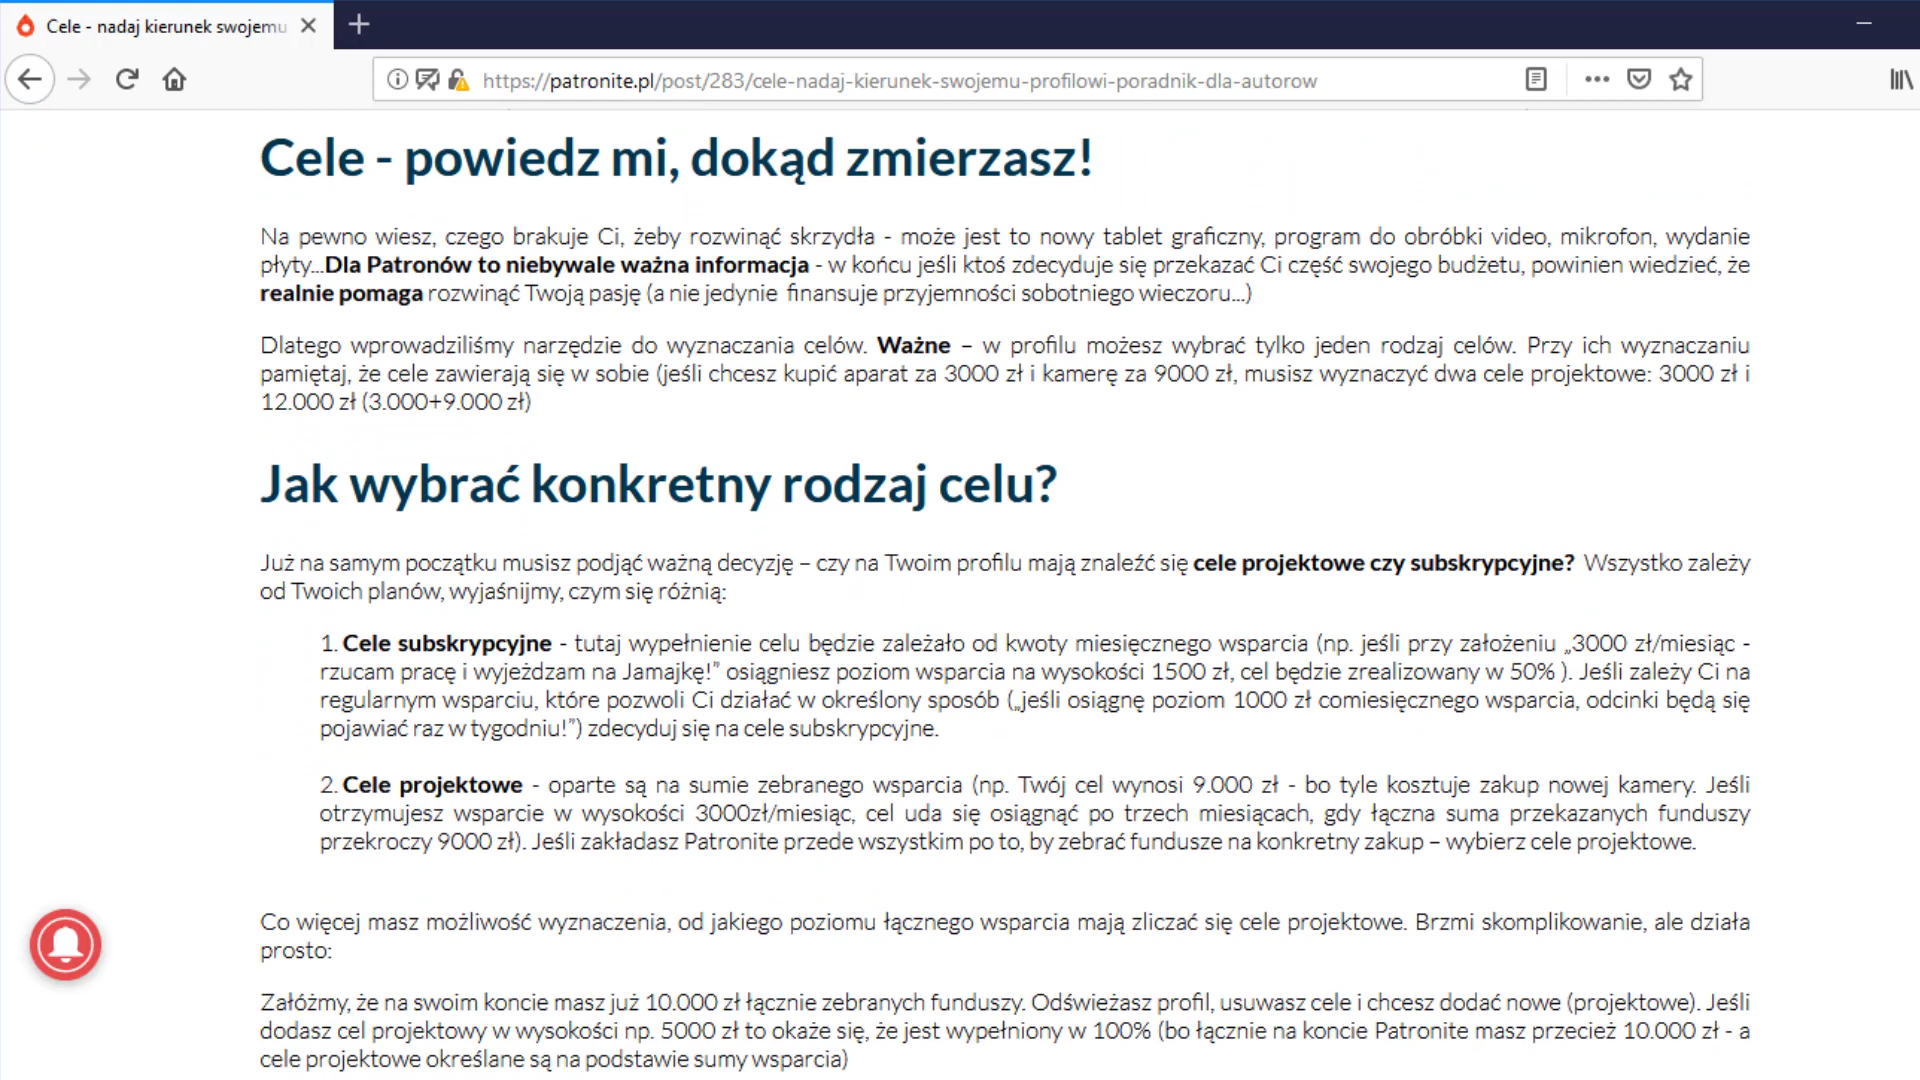 Cele - nadaj kierunek swojemu
https://patronite.pl/post/283/cele-nadaj-kierunek-swojemu-profilowi-poradnik-dla-autorow
Cele - powiedz mi, dokąd zmierzasz!
Na pewno wiesz, czego brakuje Ci, żeby rozwinąć skrzydła - może jest to nowy tablet graficzny, program do obróbki video, mikrofon, wydanie
płyty...Dla Patronów to niebywale ważna informacja - w końcu jeśli ktoś zdecyduje się przekazać Ci część swojego budżetu, powinien wiedzieć, że
realnie pomaga rozwinąć Twoją pasję (a nie jedynie finansuje przyjemności sobotniego wieczoru...)
Dlatego wprowadziliśmy narzędzie do wyznaczania celów. Ważne – w profilu możesz wybrać tylko jeden rodzaj celów. Przy ich wyznaczaniu
pamiętaj, że cele zawierają się w sobie (jeśli chcesz kupić aparat za 3000 zł i kamerę za 9000 zł, musisz wyznaczyć dwa cele projektowe: 3000 zł i
12.000 zł (3.000+9.000 zł)
Jak wybrać konkretny rodzaj celu?
Już na samym początku musisz podjąć ważną decyzję – czy na Twoim profilu mają znaleźć się cele projektowe czy subskrypcyjne? Wszystko zależy
od Twoich planów, wyjaśnijmy, czym się różnią:
1. Cele subskrypcyjne - tutaj wypełnienie celu będzie zależało od kwoty miesięcznego wsparcia (np. jeśli przy założeniu „3000 zł/miesiąc -
rzucam pracę i wyjeżdzam na Jamajkę!” osiągniesz poziom wsparcia na wysokości 1500 zł, cel będzie zrealizowany w 50% ). Jeśli zależy Ci na
regularnym wsparciu, które pozwoli Ci działać w określony sposób („jeśli osiągnę poziom 1000 zł comiesięcznego wsparcia, odcinki będą się
pojawiać raz w tygodniu!”) zdecyduj się na cele subskrypcyjne.
2. Cele projektowe - oparte są na sumie zebranego wsparcia (np. Twój cel wynosi 9.000 zł - bo tyle kosztuje zakup nowej kamery. Jeśli
otrzymujesz wsparcie w wysokości 3000zł/miesiąc, cel uda się osiągnąć po trzech miesiącach, gdy łączna suma przekazanych funduszy
przekroczy 9000 zł). Jeśli zakładasz Patronite przede wszystkim po to, by zebrać fundusze na konkretny zakup – wybierz cele projektowe.
Co więcej masz możliwość wyznaczenia, od jakiego poziomu łącznego wsparcia mają zliczać się cele projektowe. Brzmi skomplikowanie, ale działa
prosto:
Załóżmy, że na swoim koncie masz już 10.000 zł łącznie zebranych funduszy. Odświeżasz profil, usuwasz cele i chcesz dodać nowe (projektowe). Jeśli
dodasz cel projektowy w wysokości np. 5000 zł to okaże się, że jest wypełniony w 100% (bo łącznie na koncie Patronite masz przecież 10.000 zł - a
cele projektowe określane są na podstawie sumy wsparcia)